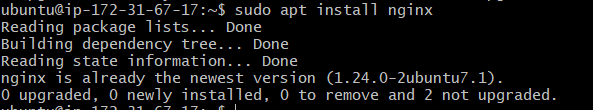 ubuntu@ip-172-31-67-17:~$ sudo apt install nginx
Reading package lists... Done
Building dependency tree... Done
Reading state information... Done
nginx is already the newest version (1.24.0-2ubuntu7.1).
0 upgraded, 0 newly installed, 0 to remove and 2 not upgraded.
ubuntu@ip-172-31-67-17:~$